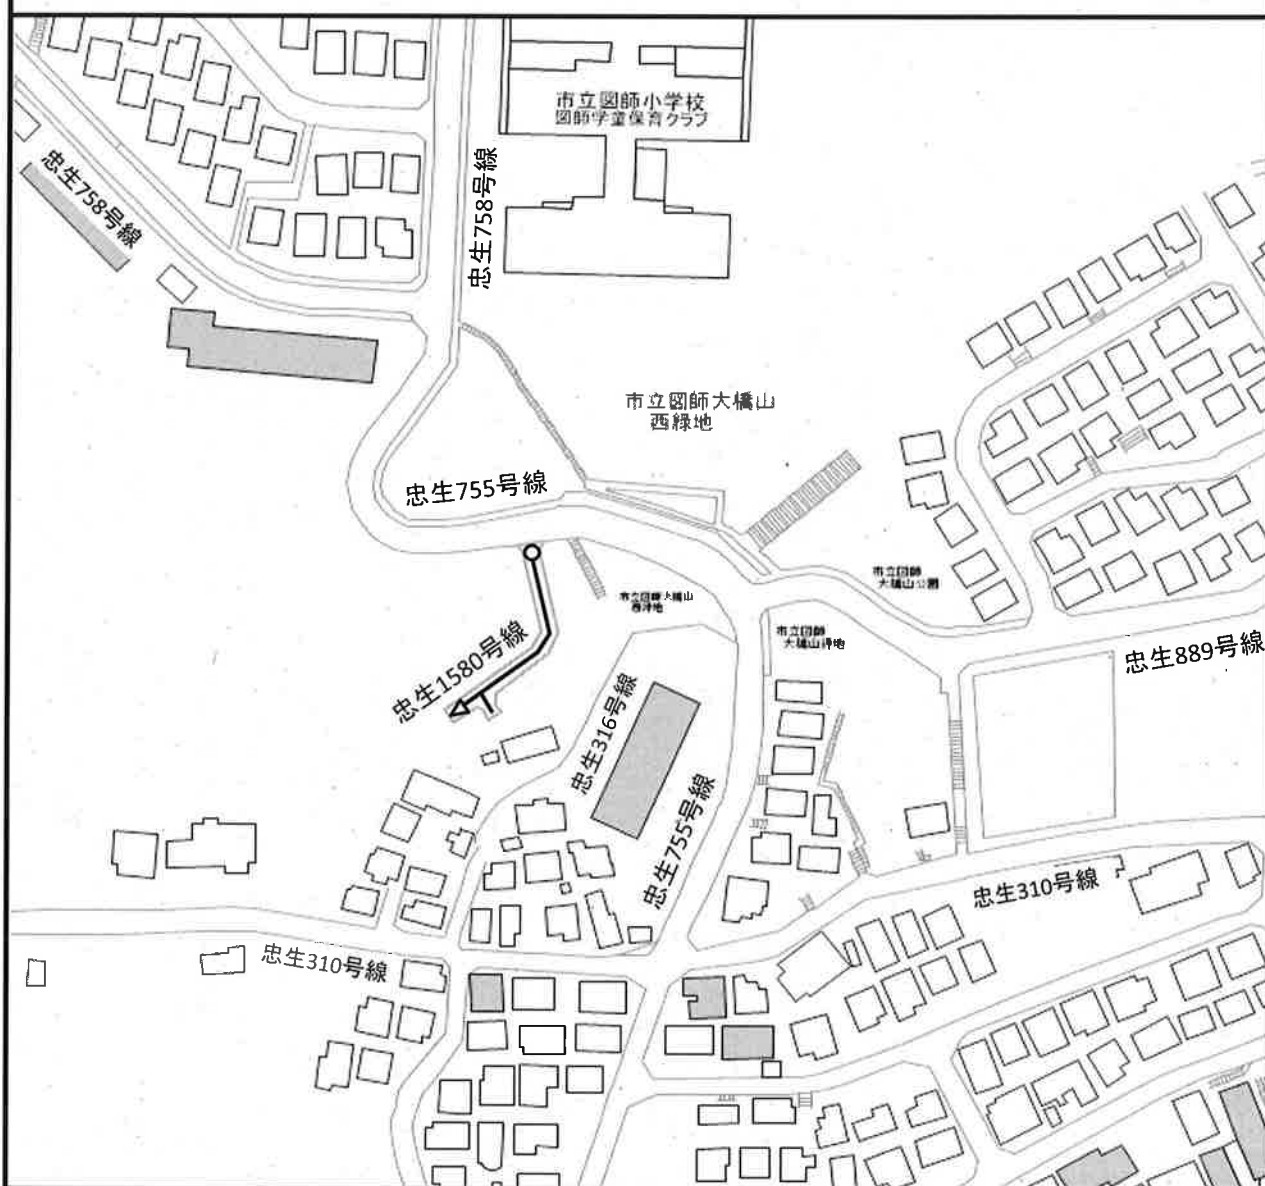 市立図師小学校
図師学童保育クラブ
忠生758号線
忠生758号線
市立図師大橋山
西緑地
忠生755号線
市立図師
大橋山公園
市立図師大橋山
市立図師
大橋山緑地
忠生1580号線
忠生889号線
忠生316号線
忠生755号線
忠生310号線
忠生310号線